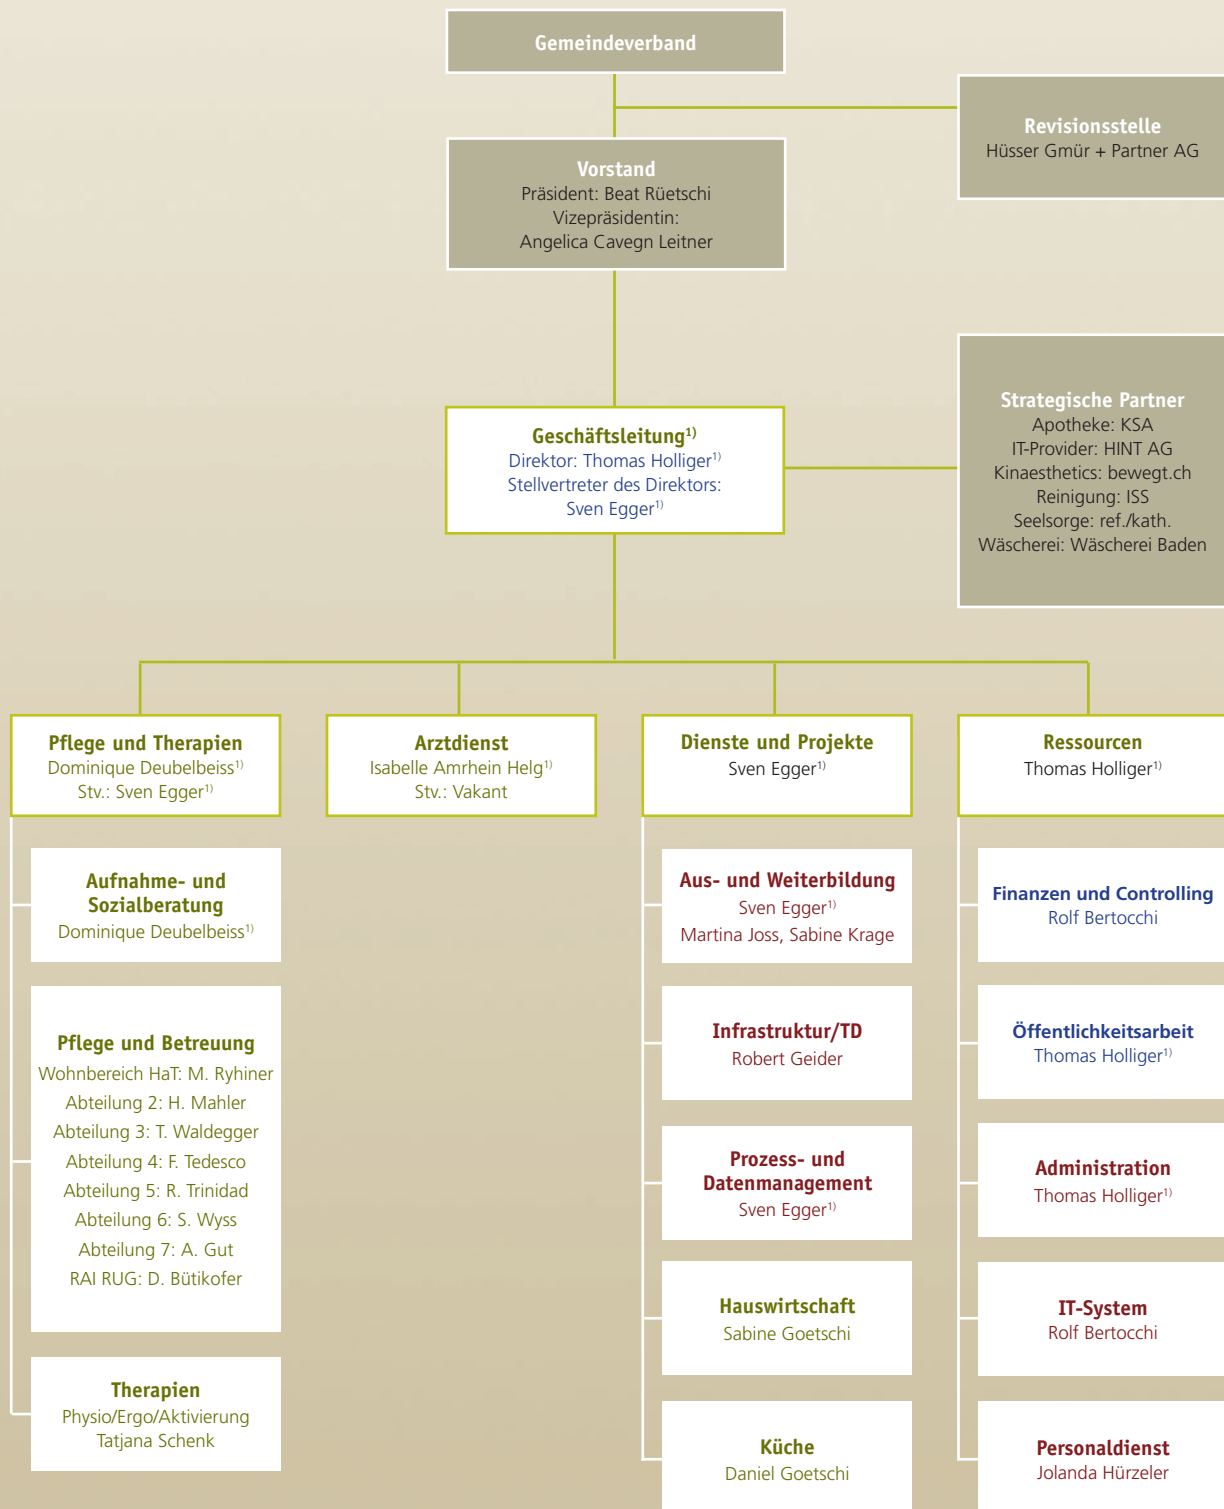 Gemeindeverband
Revisionsstelle
Hüsser Gmür + Partner AG
Vorstand
Präsident: Beat Rüetschi
Vizepräsidentin:
Angelica Cavegn Leitner
Strategische Partner
Apotheke: KSA
IT-Provider: HINT AG
Kinaesthetics: bewegt.ch
Reinigung: ISS
Seelsorge: ref./kath.
Wäscherei: Wäscherei Baden
Geschäftsleitung1)
Direktor: Thomas Holliger1)
Stellvertreter des Direktors:
Sven Egger1)
Pflege und Therapien
Dominique Deubelbeiss1)
Stv.: Sven Egger1)
Arztdienst
Isabelle Amrhein Helg1)
Stv.: Vakant
Dienste und Projekte
Sven Egger1)
Ressourcen
Thomas Holliger1)
Aufnahme- und
Sozialberatung
Dominique Deubelbeiss1)
Pflege und Betreuung
Wohnbereich HaT: M. Ryhiner
Abteilung 2: H. Mahler
Abteilung 3: T. Waldegger
Abteilung 4: F. Tedesco
Abteilung 5: R. Trinidad
Abteilung 6: S. Wyss
Abteilung 7: A. Gut
RAI RUG: D. Bütikofer
Therapien
Physio/Ergo/Aktivierung
Tatjana Schenk
Aus- und Weiterbildung
Sven Egger1)
Martina Joss, Sabine Krage
Infrastruktur/TD
Robert Geider
Prozess- und
Datenmanagement
Sven Egger1)
Hauswirtschaft
Sabine Goetschi
Küche
Daniel Goetschi
Finanzen und Controlling
Rolf Bertocchi
Öffentlichkeitsarbeit
Thomas Holliger1)
Administration
Thomas Holliger1)
IT-System
Rolf Bertocchi
Personaldienst
Jolanda Hürzeler